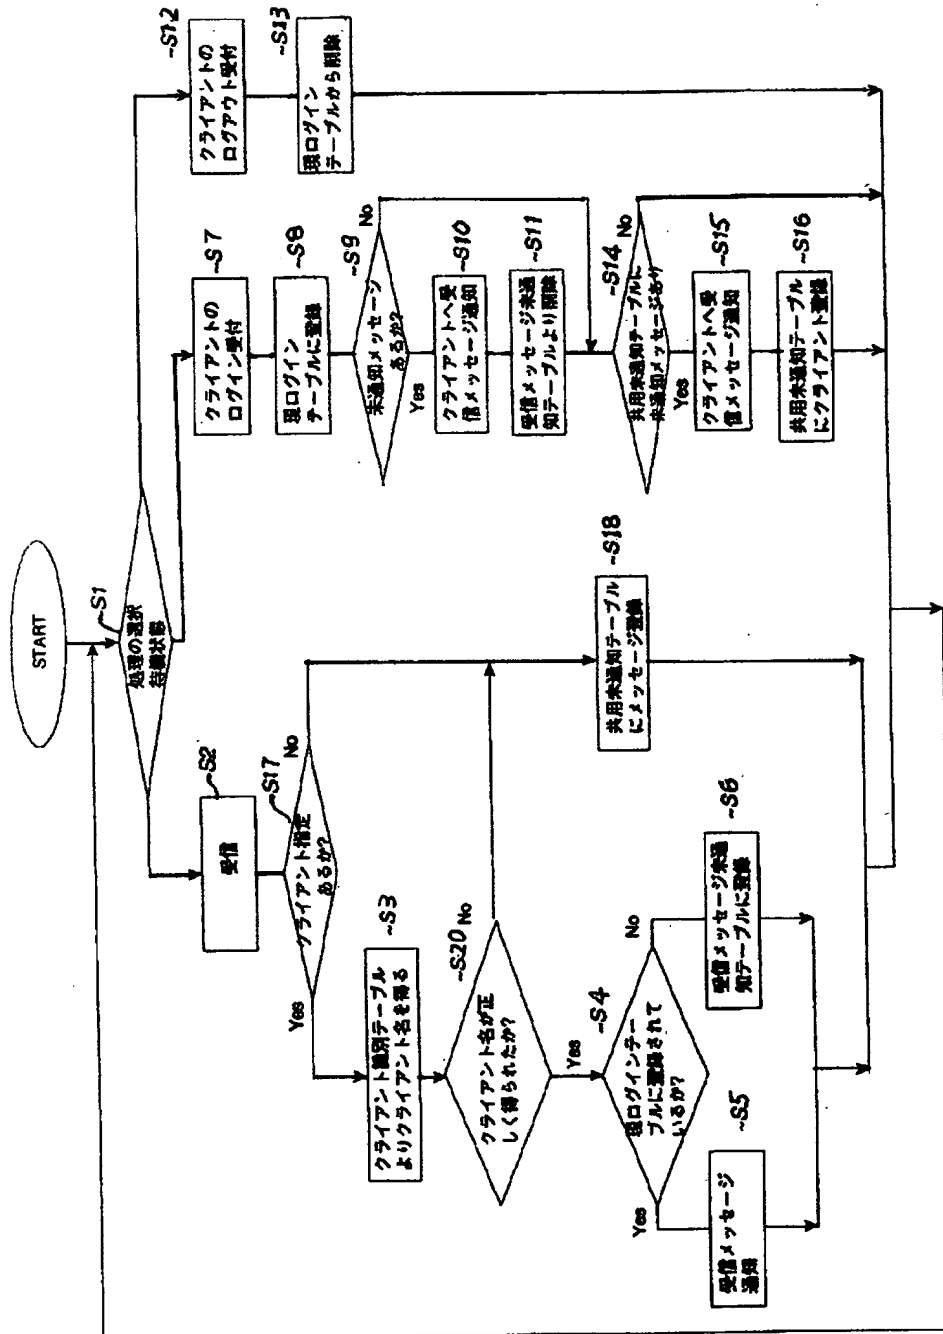 START
処理の選択
待機状態
~S1
受信
~S2
クライアント指定
あるか?
~S17
Yes
No
クライアント識別テーブル
よりクライアント名を得る
~S3
クライアント名が正
しく得られたか?
~S20
No
Yes
現ログインテー
ブルに登録されて
いるか?
~S4
Yes
No
受信メッセージ
通知
~S5
受信メッセージ未通
知テーブルに登録
~S6
共用未通知テーブル
にメッセージ登録
~S18
クライアントの
ログイン受付
~S7
現ログイン
テーブルに登録
~S8
未通知メッセージ
あるか?
~S9
No
Yes
クライアントへ受
信メッセージ通知
~S10
受信メッセージ未通
知テーブルより削除
~S11
共用未通知テーブルに
未通知メッセージあり
~S14
No
Yes
クライアントへ受
信メッセージ通知
~S15
共用未通知テーブル
にクライアント登録
~S16
クライアントの
ログアウト受付
~S12
現ログイン
テーブルから削除
~S13